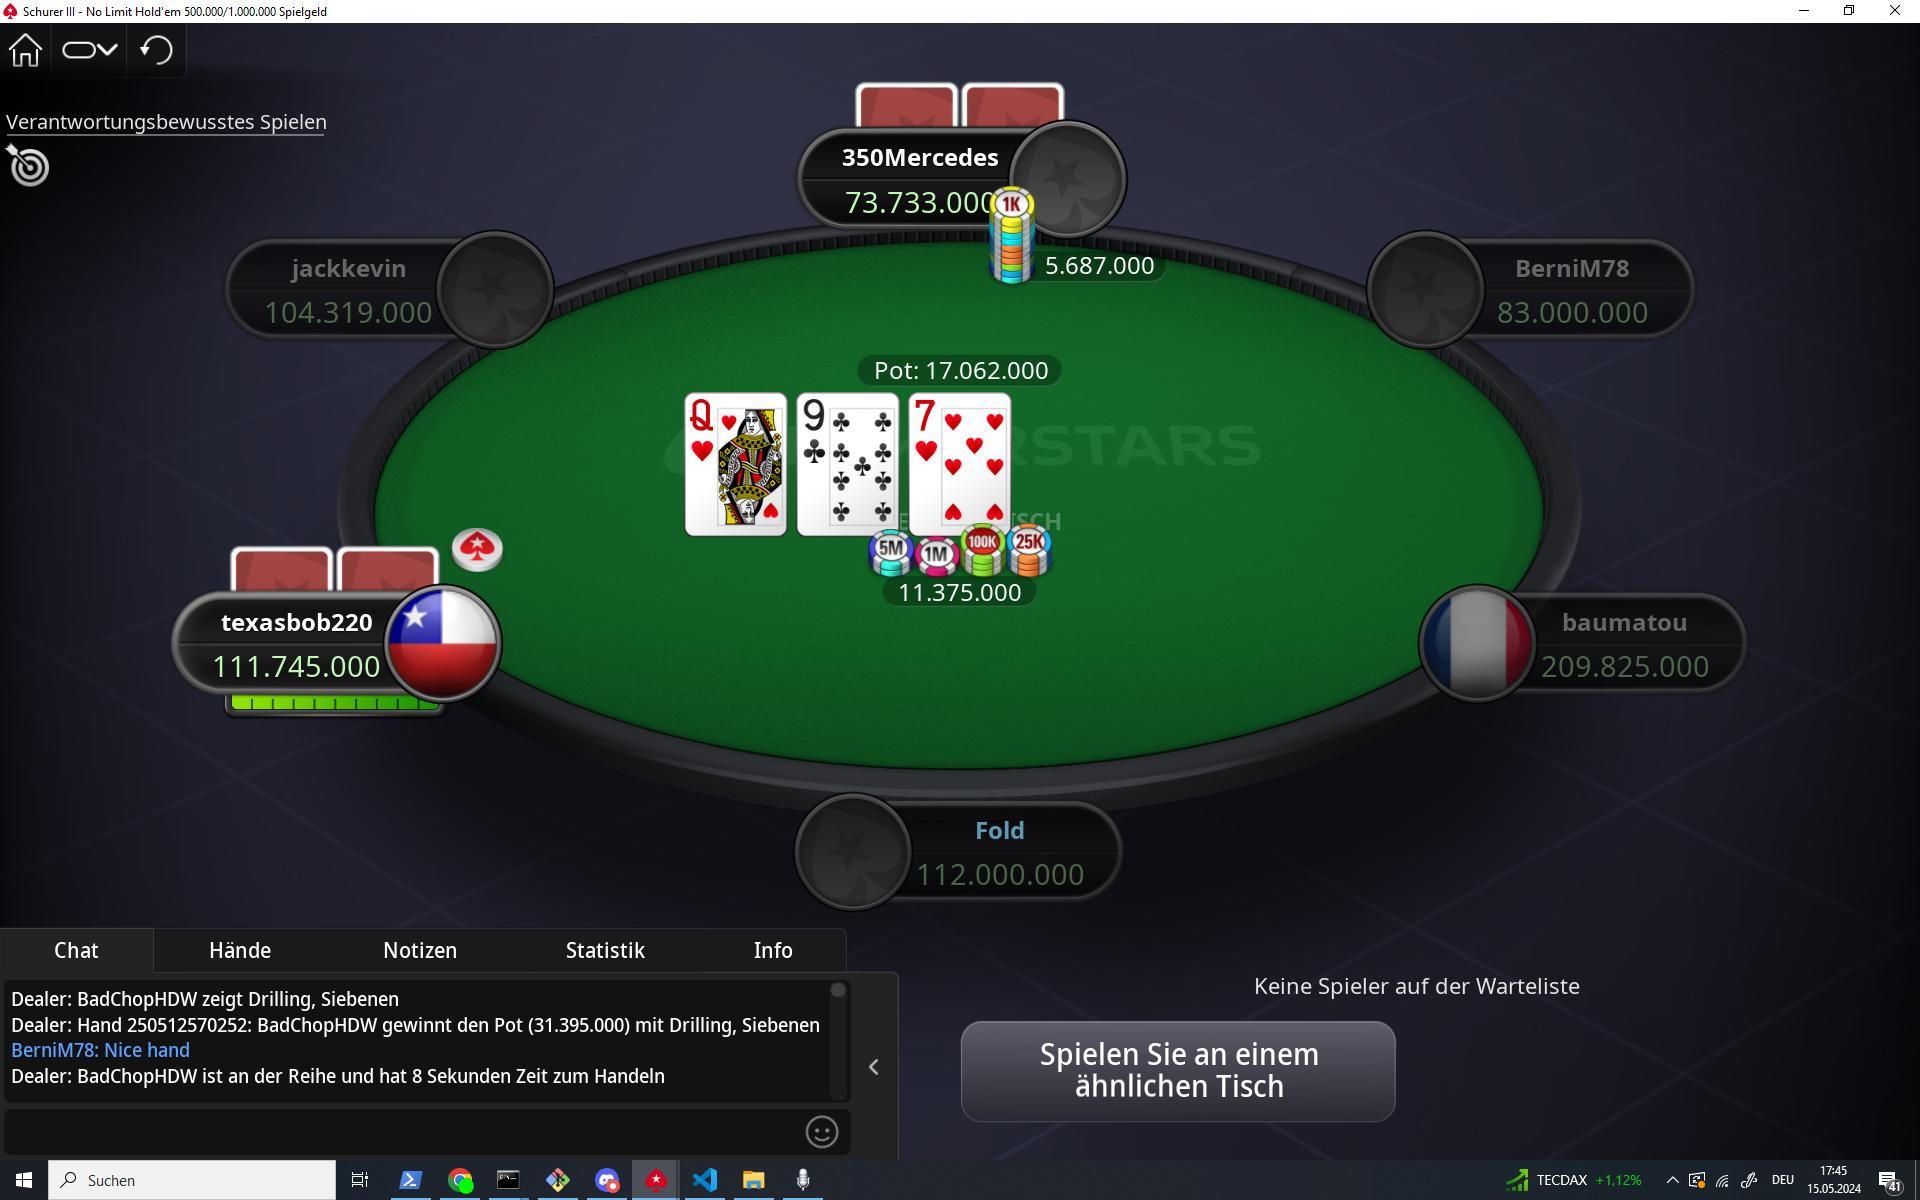 Schurer III - No Limit Hold'em 500.000/1.000.000 Spielgeld
Verantwortungsbewusstes Spielen
350Mercedes
73.733.000
1K
5.687.000
jackkevin
104.319.000
BerniM78
83.000.000
Pot: 17.062.000
Q
9
7
RSTARS
ISCH
5M
1M
100K
25K
11.375.000
texasbob220
111.745.000
baumatou
209.825.000
Fold
112.000.000
Chat
Hände
Notizen
Statistik
Info
Dealer: BadChopHDW zeigt Drilling, Siebenen
Dealer: Hand 250512570252: BadChopHDW gewinnt den Pot (31.395.000) mit Drilling, Siebenen
BerniM78: Nice hand
Dealer: BadChopHDW ist an der Reihe und hat 8 Sekunden Zeit zum Handeln
Keine Spieler auf der Warteliste
Spielen Sie an einem
ähnlichen Tisch
Suchen
TECDAX +1,12%
DEU
17:45
15.05.2024
41